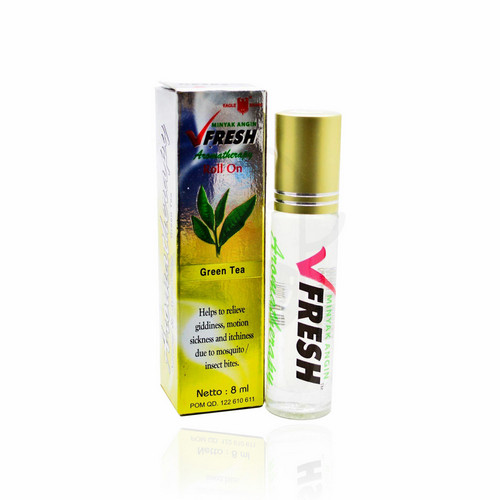 EAGLE
MINYAK ANGIN
FRESH
Aromatherapy
Roll On
Green Tea
Helps to relieve
giddiness, motion
sickness and itchiness
due to mosquito /
insect bites.
Netto : 8 ml
POM QD. 122 610 611
Aromatherapy
MINYAK ANGIN
FRESH